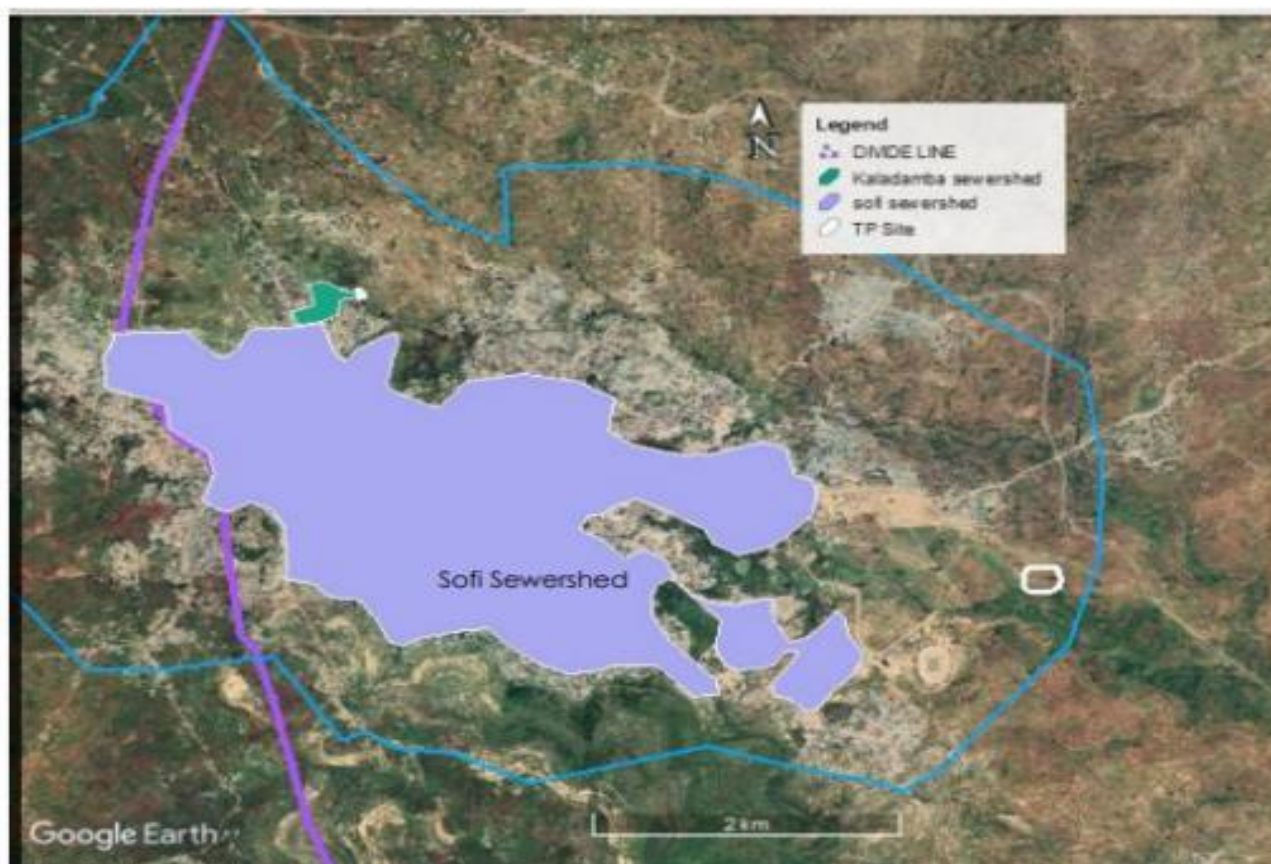 Legend
DIVIDE LINE
Kaladamba sewershed
sofi sewershed
TP Site
N
Sofi Sewershed
2 km
Google Earth